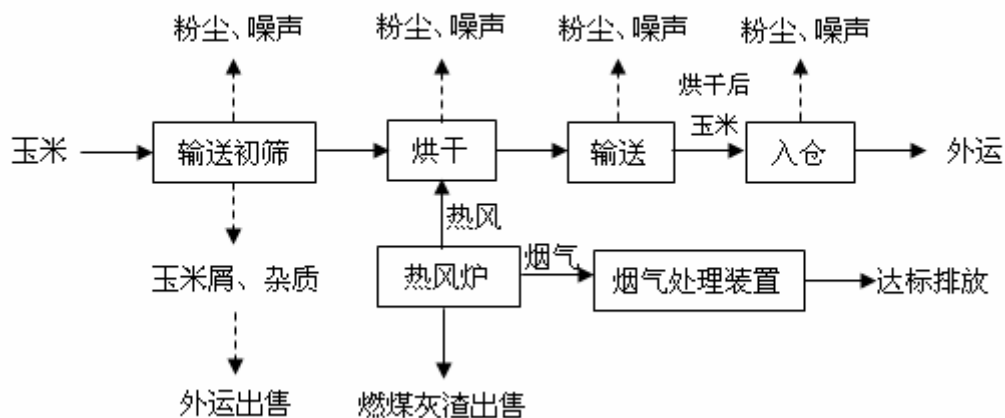 粉尘、噪声
粉尘、噪声
粉尘、噪声
粉尘、噪声
烘干后
玉米
玉米
输送初筛
烘干
输送
入仓
外运
热风
玉米屑、杂质
热风炉
烟气
烟气处理装置
达标排放
外运出售
燃煤灰渣出售